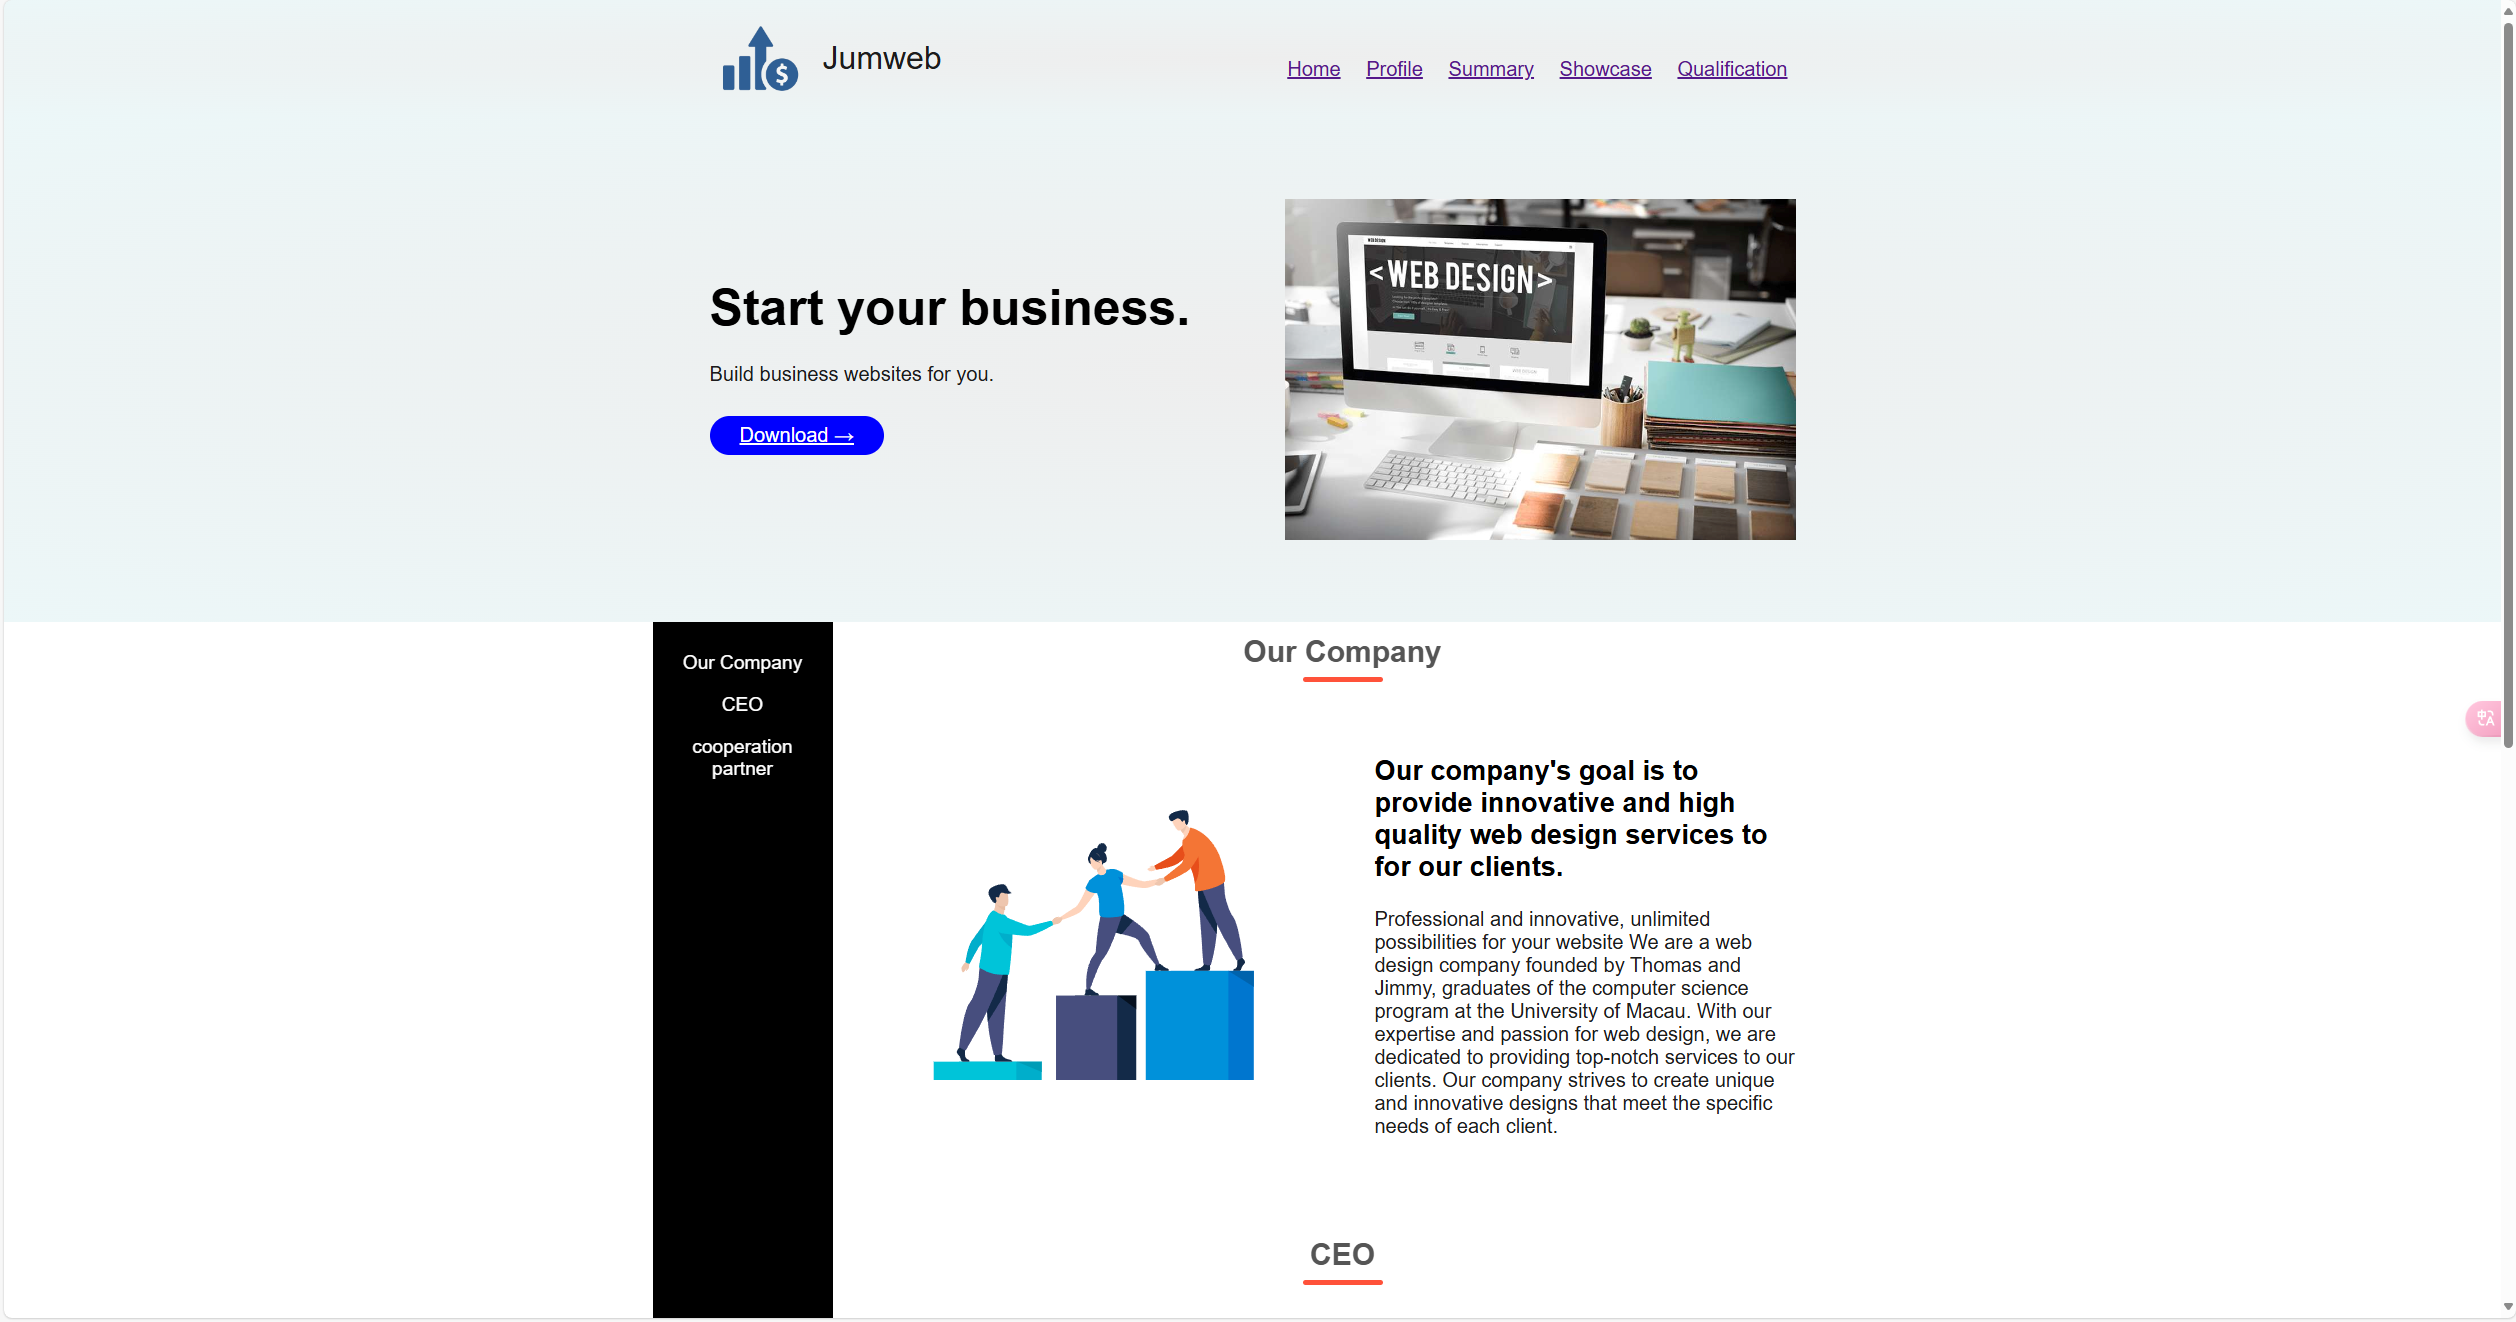 Jumweb
Home Profile Summary Showcase Qualification
Start your business.
Build business websites for you.
Download →
WEBDESIGN
<WEB DESIGN>
Our Company
CEO
cooperation
partner
Our Company
Our company's goal is to
provide innovative and high
quality web design services to
for our clients.
Professional and innovative, unlimited
possibilities for your website We are a web
design company founded by Thomas and
Jimmy, graduates of the computer science
program at the University of Macau. With our
expertise and passion for web design, we are
dedicated to providing top-notch services to our
clients. Our company strives to create unique
and innovative designs that meet the specific
needs of each client.
CEO